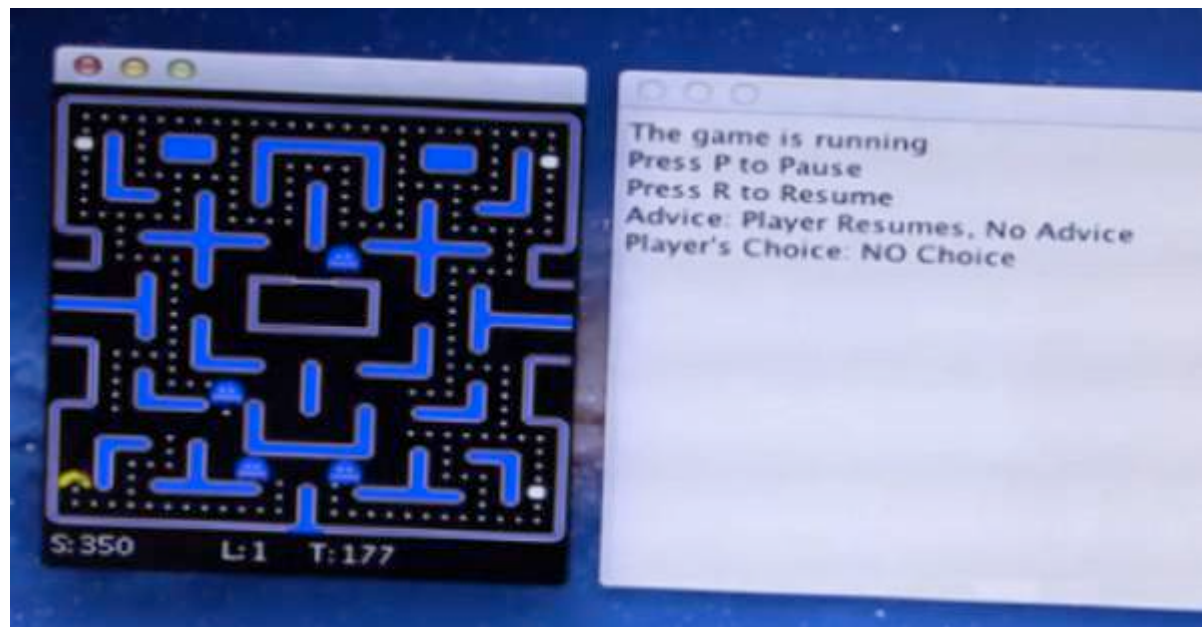 S: 350 L: 1 T: 177
The game is running
Press P to Pause
Press R to Resume
Advice: Player Resumes, No Advice
Player's Choice: NO Choice